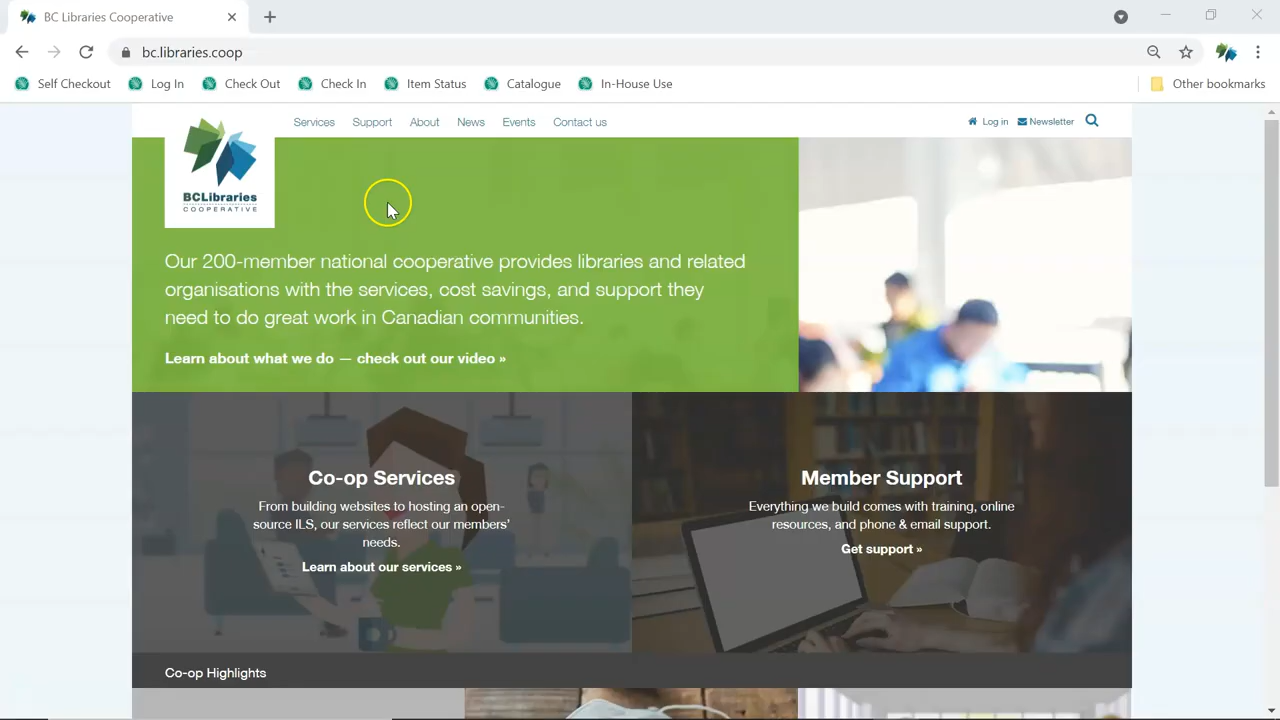 BC Libraries Cooperative
bc.libraries.coop
Self Checkout Log In Check Out Check In Item Status Catalogue In-House Use Other bookmarks
Services Support About News Events Contact us Log in Newsletter
BCLibraries
COOPERATIVE
Our 200-member national cooperative provides libraries and related
organisations with the services, cost savings, and support they
need to do great work in Canadian communities.
Learn about what we do — check out our video »
Co-op Services
From building websites to hosting an open-
source ILS, our services reflect our members’
needs.
Learn about our services »
Member Support
Everything we build comes with training, online
resources, and phone & email support.
Get support »
Co-op Highlights